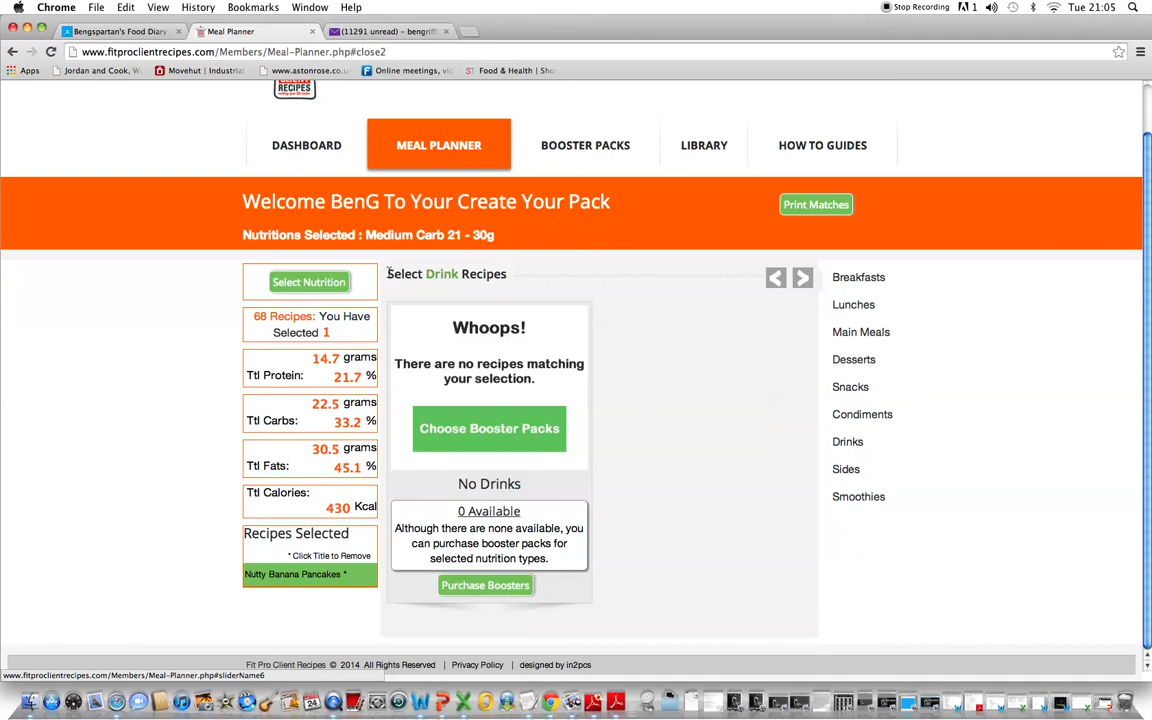 Chrome File Edit View History Bookmarks Window Help Stop Recording 1 Tue 21:05
Bengspartan's Food Diary × Meal Planner × (11291 unread) - bengriff ×
www.fitproclientrecipes.com/Members/Meal-Planner.php#close2
Apps Jordan and Cook, W Movehut | Industrial www.astonrose.co.u Online meetings, vi ST Food & Health | Sho
RECIPES
DASHBOARD MEAL PLANNER BOOSTER PACKS LIBRARY HOW TO GUIDES
Welcome BenG To Your Create Your Pack Print Matches
Nutritions Selected : Medium Carb 21 - 30g
Select Nutrition
68 Recipes: You Have
Selected 1
14.7 grams
Ttl Protein: 21.7 %
22.5 grams
Ttl Carbs: 33.2 %
30.5 grams
Ttl Fats: 45.1 %
Ttl Calories:
430 Kcal
Recipes Selected
* Click Title to Remove
Nutty Banana Pancakes *
Select Drink Recipes < >
Whoops!
There are no recipes matching
your selection.
Choose Booster Packs
No Drinks
0 Available
Although there are none available, you
can purchase booster packs for
selected nutrition types.
Purchase Boosters
Breakfasts
Lunches
Main Meals
Desserts
Snacks
Condiments
Drinks
Sides
Smoothies
Fit Pro Client Recipes © 2014 All Rights Reserved | Privacy Policy | designed by in2pcs
www.fitproclientrecipes.com/Members/Meal-Planner.php#sliderName6